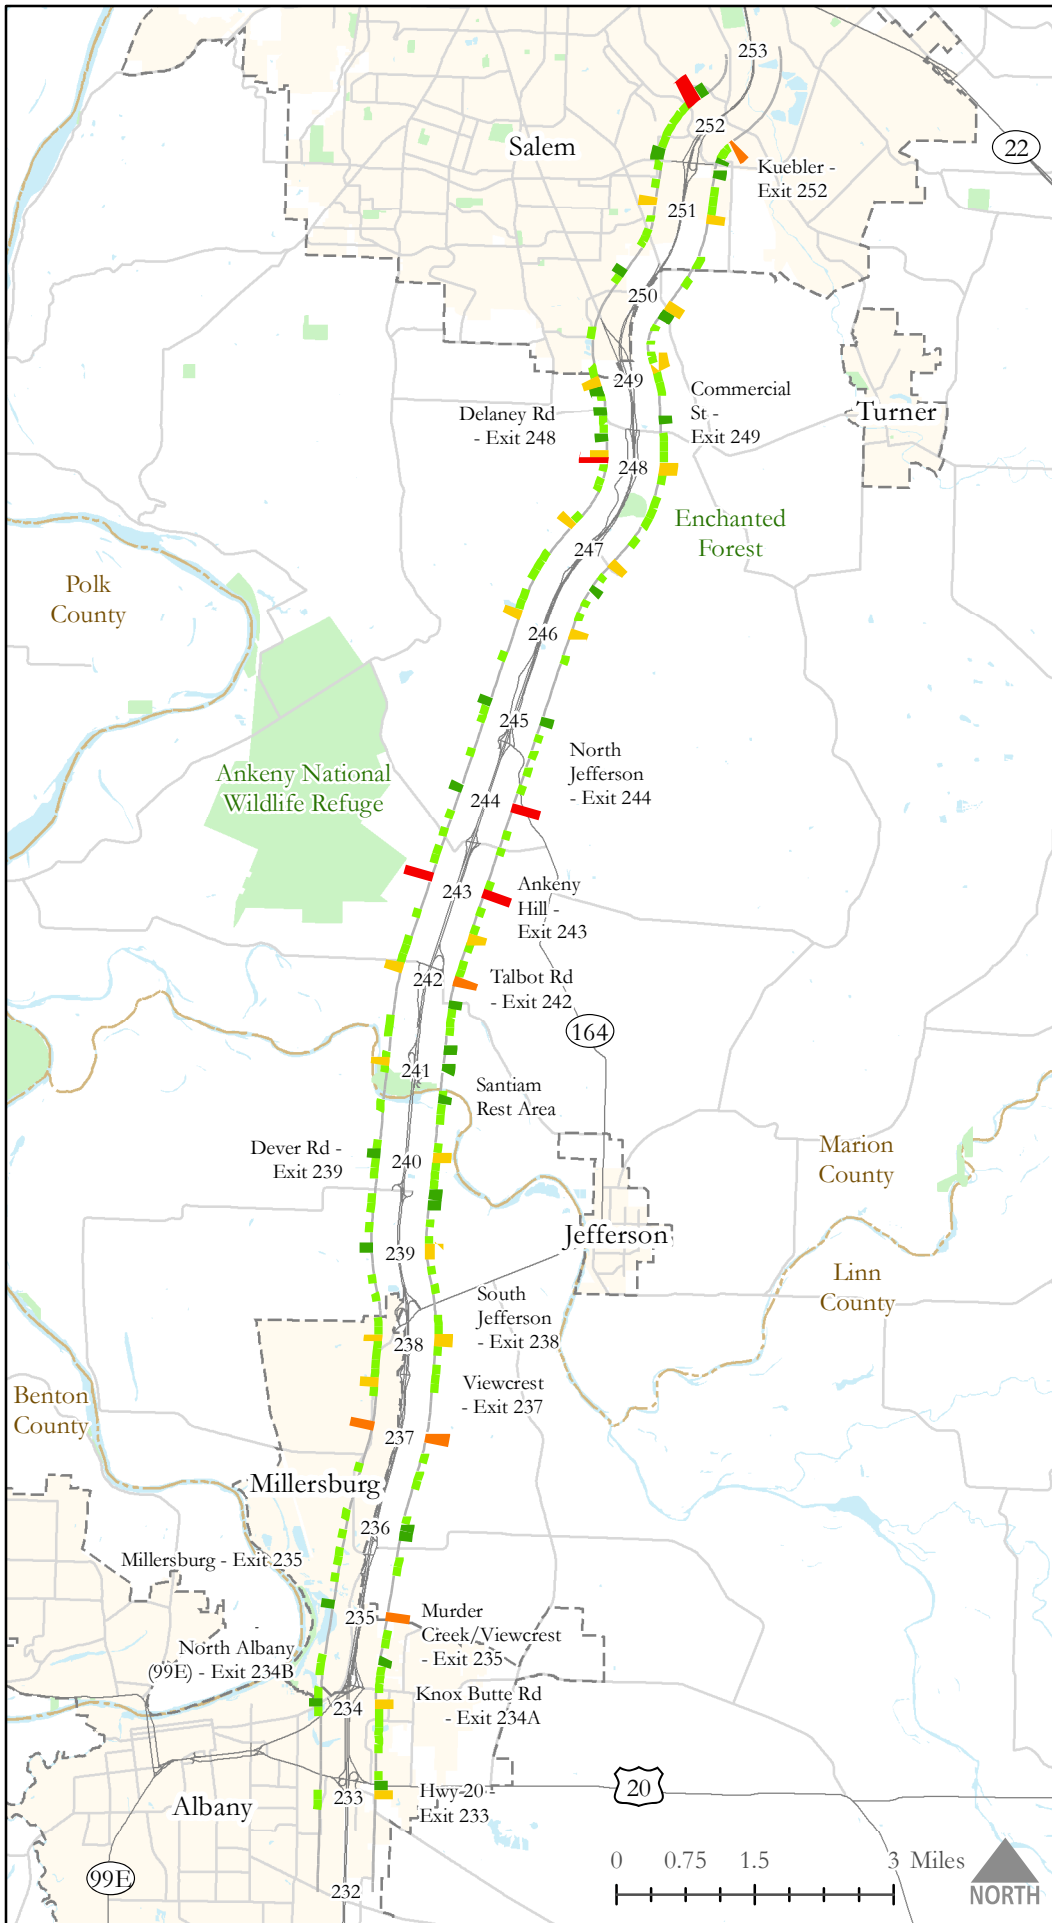 253
252
Salem
22
Kuebler -
Exit 252
251
250
249
Commercial
St -
Exit 249
Delaney Rd
- Exit 248
Turner
248
Enchanted
Forest
247
Polk
County
246
245
North
Jefferson
- Exit 244
Ankeny National
Wildlife Refuge
244
243
Ankeny
Hill -
Exit 243
242
Talbot Rd
- Exit 242
164
241
Santiam
Rest Area
Dever Rd -
Exit 239
240
Marion
County
Jefferson
239
Linn
County
South
Jefferson
- Exit 238
238
Viewcrest
- Exit 237
Benton
County
237
Millersburg
236
Millersburg - Exit 235
235
Murder
Creek/Viewcrest
- Exit 235
-
North Albany
(99E) - Exit 234B
Knox Butte Rd
- Exit 234A
234
20
Hwy 20 -
Exit 233
233
Albany
0 0.75 1.5 3 Miles
99E
232
NORTH